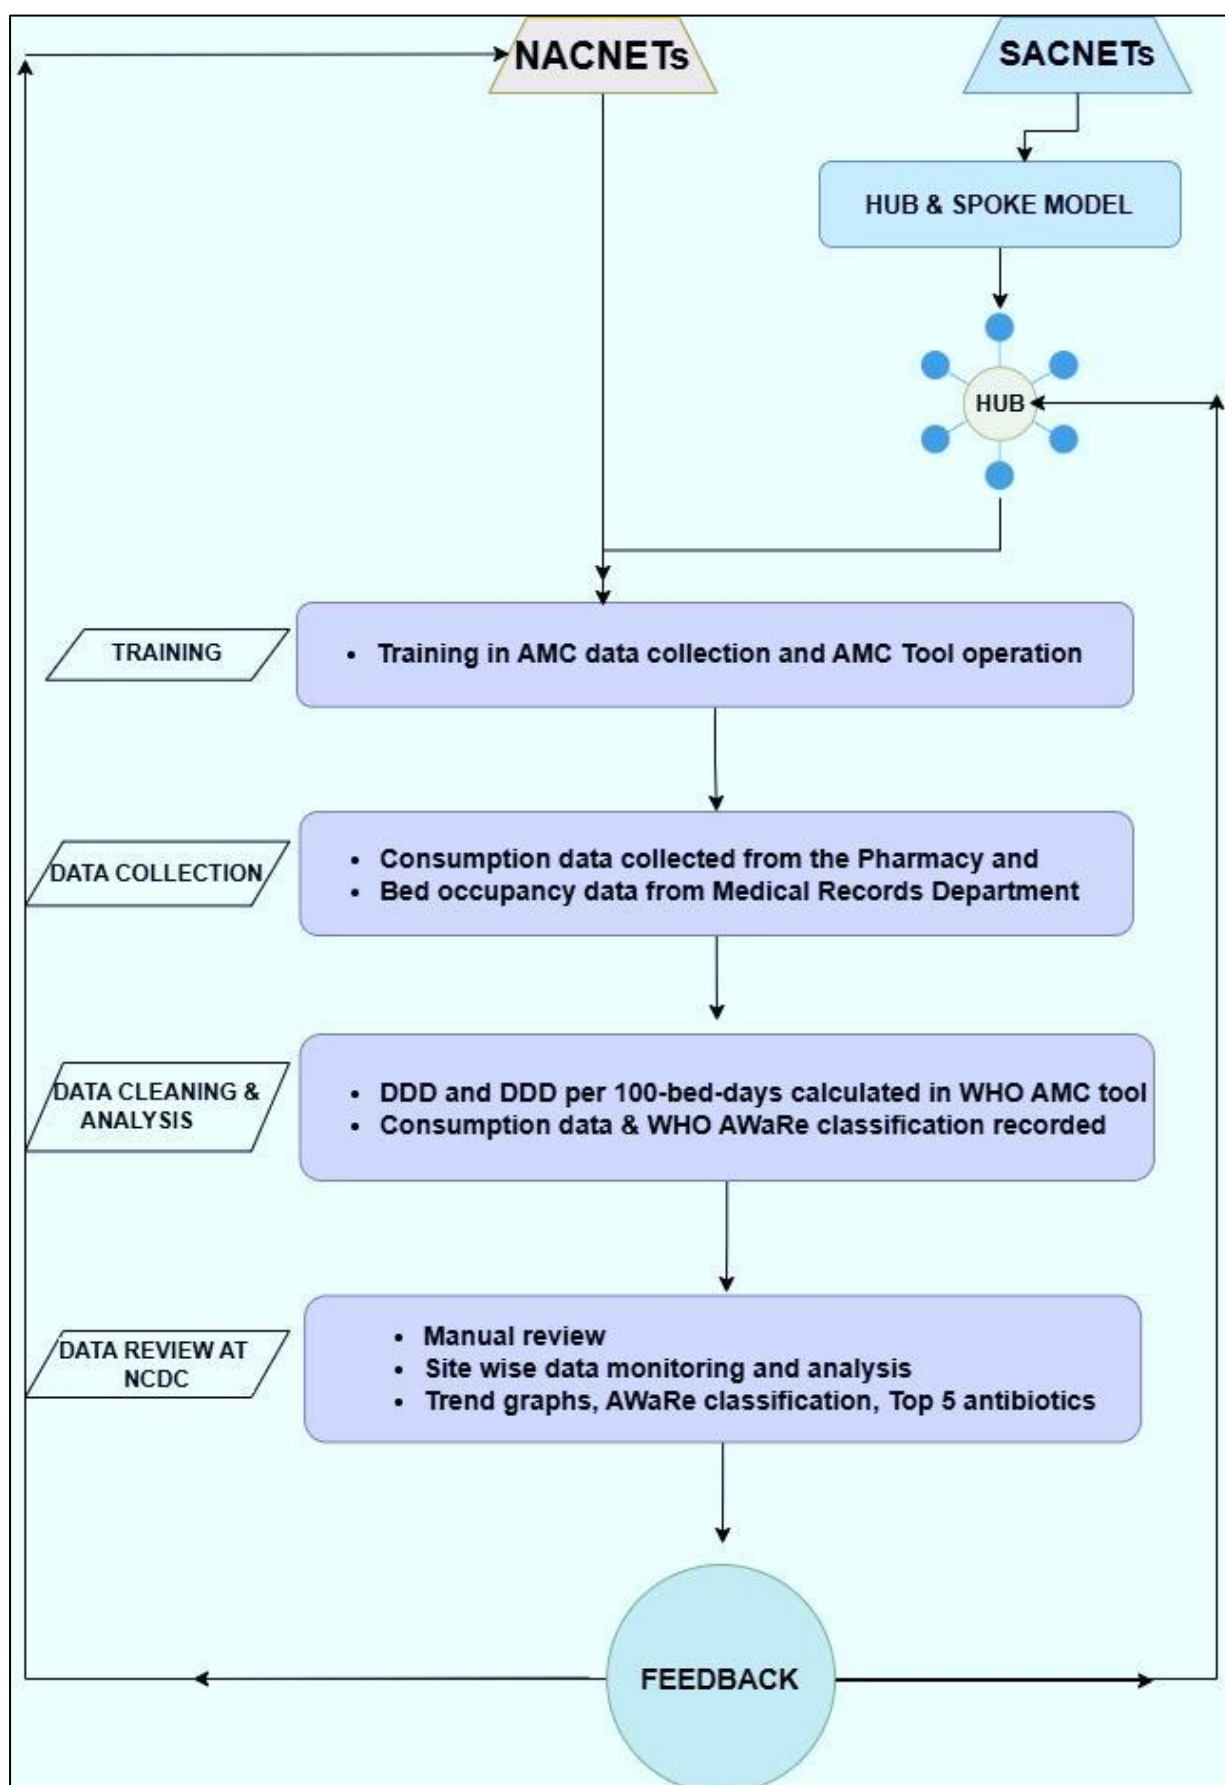 NACNETs
SACNETs
HUB & SPOKE MODEL
HUB
TRAINING
• Training in AMC data collection and AMC Tool operation
DATA COLLECTION
• Consumption data collected from the Pharmacy and
• Bed occupancy data from Medical Records Department
DATA CLEANING &
ANALYSIS
• DDD and DDD per 100-bed-days calculated in WHO AMC tool
• Consumption data & WHO AWaRe classification recorded
DATA REVIEW AT
NCDC
• Manual review
• Site wise data monitoring and analysis
• Trend graphs, AWaRe classification, Top 5 antibiotics
FEEDBACK